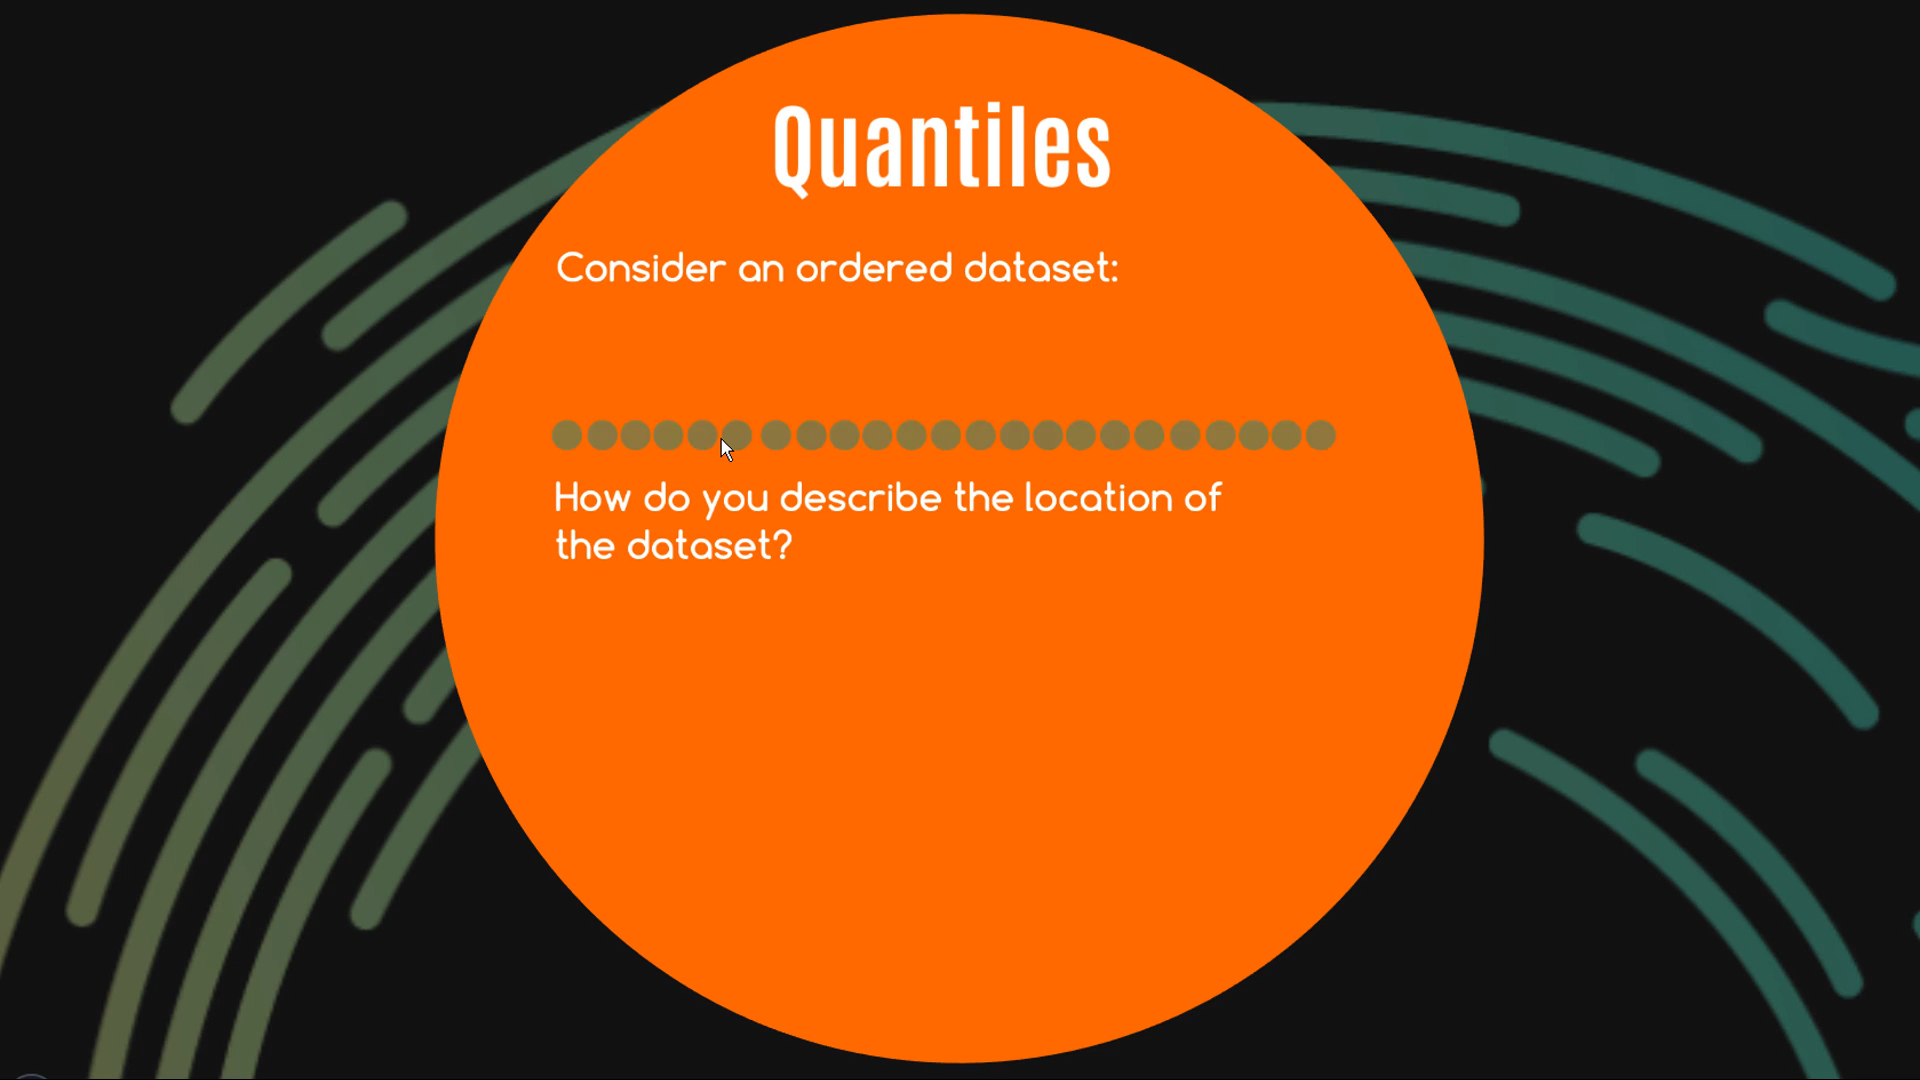 Quantiles
Consider an ordered dataset:
How do you describe the location of
the dataset?